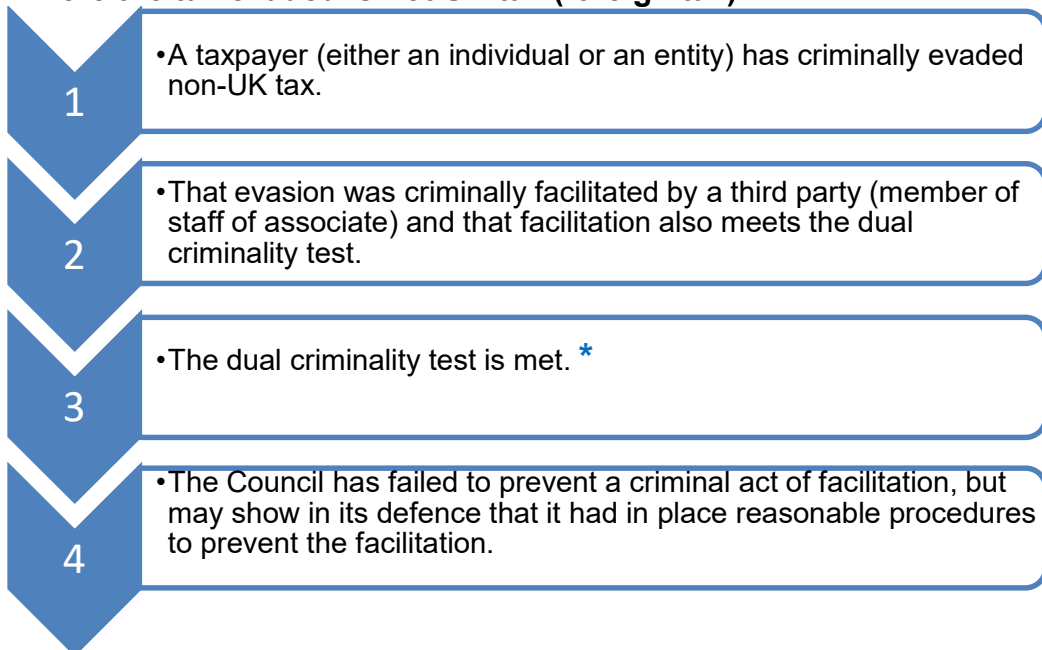 1
•A taxpayer (either an individual or an entity) has criminally evaded
non-UK tax.
2
•That evasion was criminally facilitated by a third party (member of
staff of associate) and that facilitation also meets the dual
criminality test.
3
•The dual criminality test is met. *
4
•The Council has failed to prevent a criminal act of facilitation, but
may show in its defence that it had in place reasonable procedures
to prevent the facilitation.